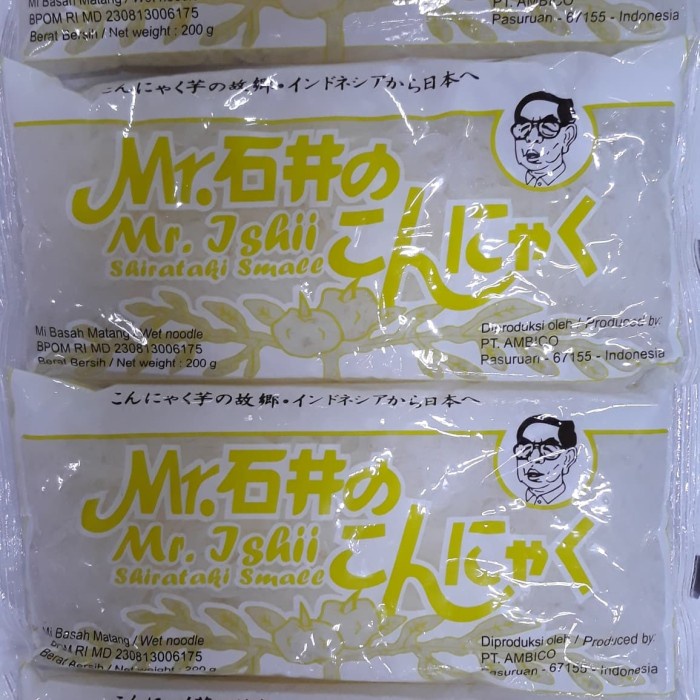 Mi Basah Matang / Wet noodle
BPOM RI MD 230813006175
Berat Bersih / Net weight : 200 g
PT. AMBICO
Pasuruan - 67155 - Indonesia
こんにゃく芋の故郷・インドネシアから日本へ
Mr.石井の
こんにゃく
Mr. Ishii
Shirataki Small
Mi Basah Matang / Wet noodle
BPOM RI MD 230813006175
Berat Bersih / Net weight : 200 g
Diproduksi oleh / Produced by:
PT. AMBICO
Pasuruan - 67155 - Indonesia
こんにゃく芋の故郷・インドネシアから日本へ
Mr.石井の
こんにゃく
Mr. Ishii
Shirataki Small
Mi Basah Matang / Wet noodle
BPOM RI MD 230813006175
Berat Bersih / Net weight : 200 g
Diproduksi oleh / Produced by:
PT. AMBICO
Pasuruan - 67155 - Indonesia